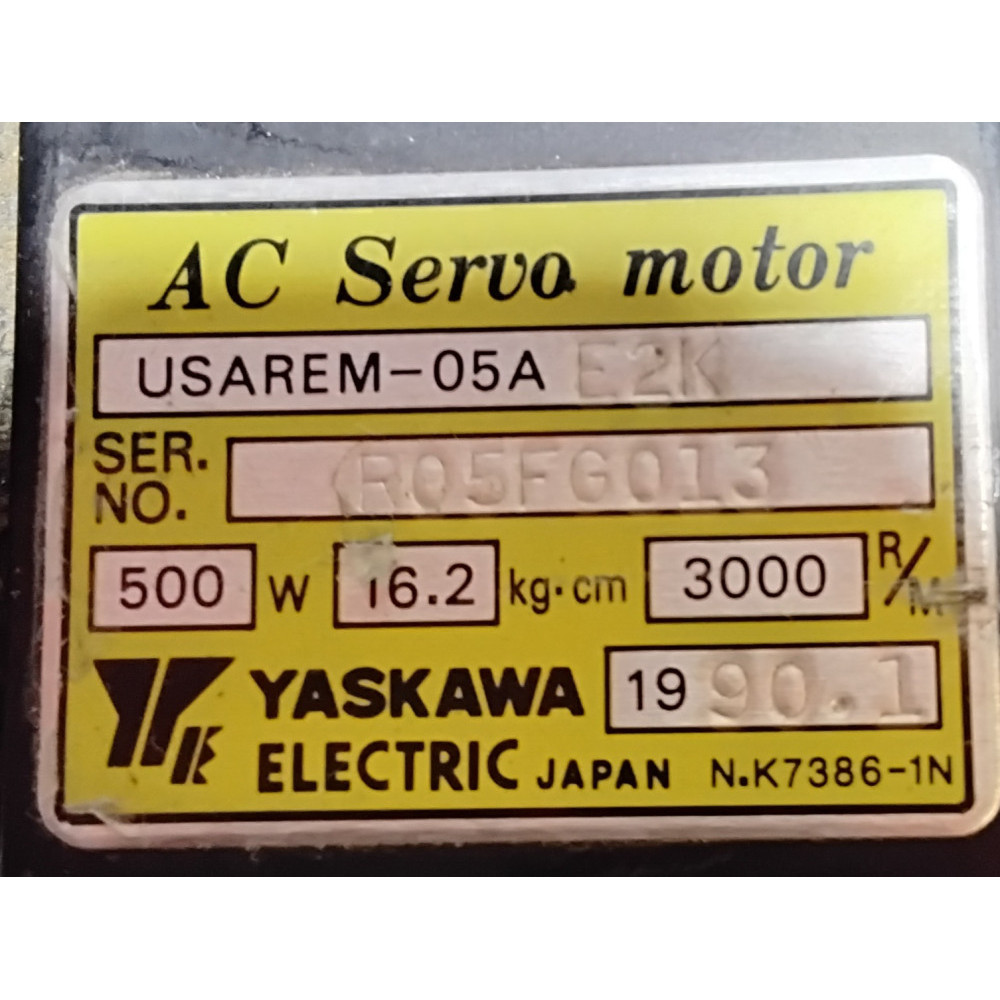 AC Servo motor
USAREM-05A E2K
SER. NO. R05FG013
500 W 16.2 kg·cm 3000 R/M
YASKAWA 1990.1
ELECTRIC JAPAN N.K7386-1N